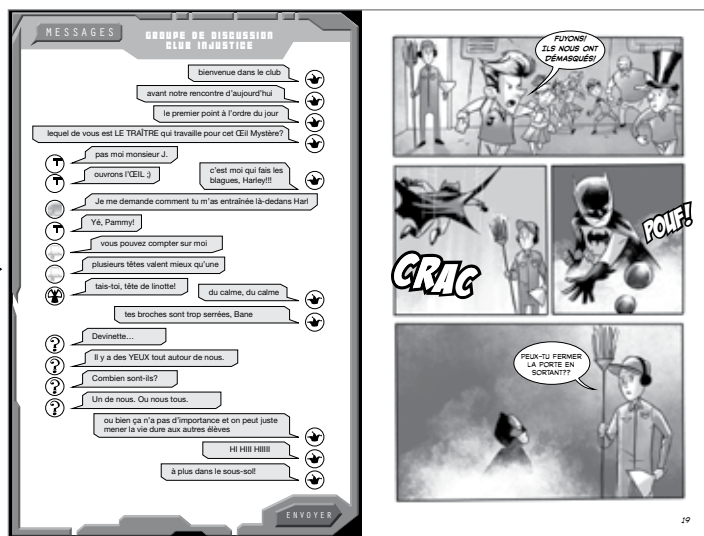 MESSAGES
GROUPE DE DISCUSSION
CLUB INJUSTICE
bienvenue dans le club
avant notre rencontre d'aujourd'hui
le premier point à l'ordre du jour
lequel de vous est LE TRAÎTRE qui travaille pour cet Œil Mystère?
pas moi monsieur J.
ouvrons l'ŒIL ;)
c'est moi qui fais les
blagues, Harley!!!
Je me demande comment tu m'as entraînée là-dedans Harl
Yé, Pammy!
vous pouvez compter sur moi
plusieurs têtes valent mieux qu'une
tais-toi, tête de linotte!
du calme, du calme
tes broches sont trop serrées, Bane
Devinette…
Il y a des YEUX tout autour de nous.
Combien sont-ils?
Un de nous. Ou nous tous.
ou bien ça n'a pas d'importance et on peut juste
mener la vie dure aux autres élèves
HI HIII HIIIII
à plus dans le sous-sol!
ENVOYER
FUYONS!
ILS NOUS ONT
DÉMASQUÉS!
CRAC
POUF!
PEUX-TU FERMER
LA PORTE EN
SORTANT??
19